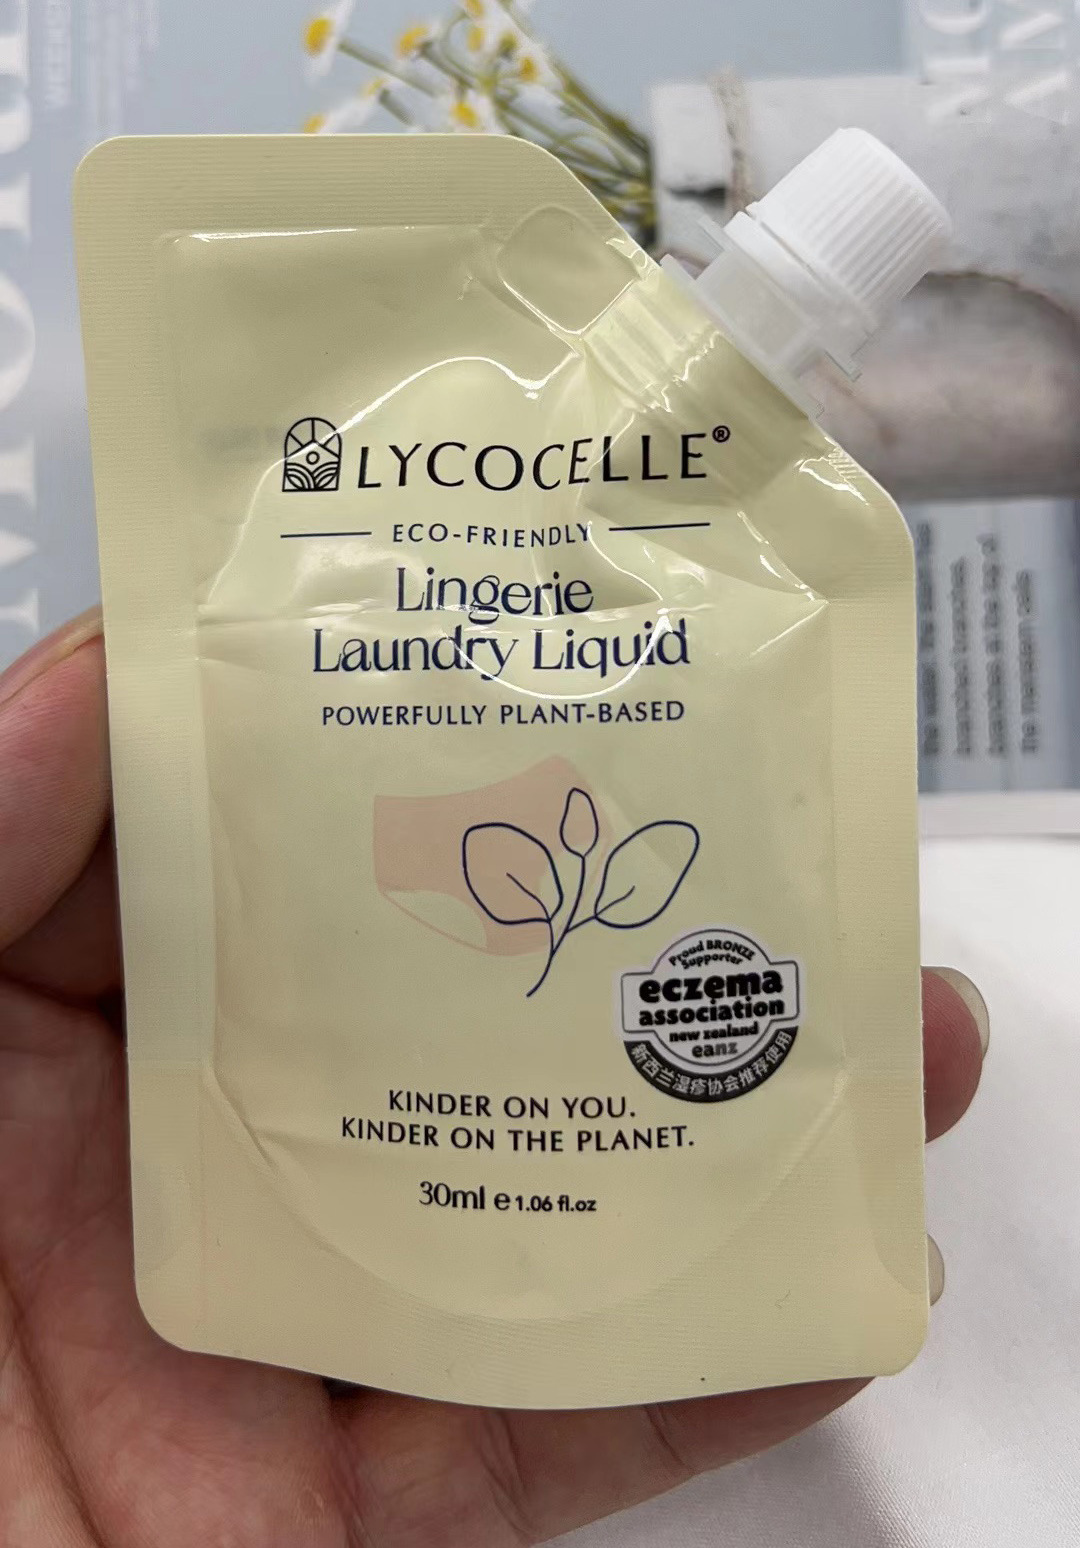 LYCOCELLE®
ECO-FRIENDLY
Lingerie
Laundry Liquid
POWERFULLY PLANT-BASED
Proud BRONZE
Supporter
eczema
association
new zealand
eanz
新西兰湿疹协会推荐使用
KINDER ON YOU.
KINDER ON THE PLANET.
30ml e 1.06 fl.oz